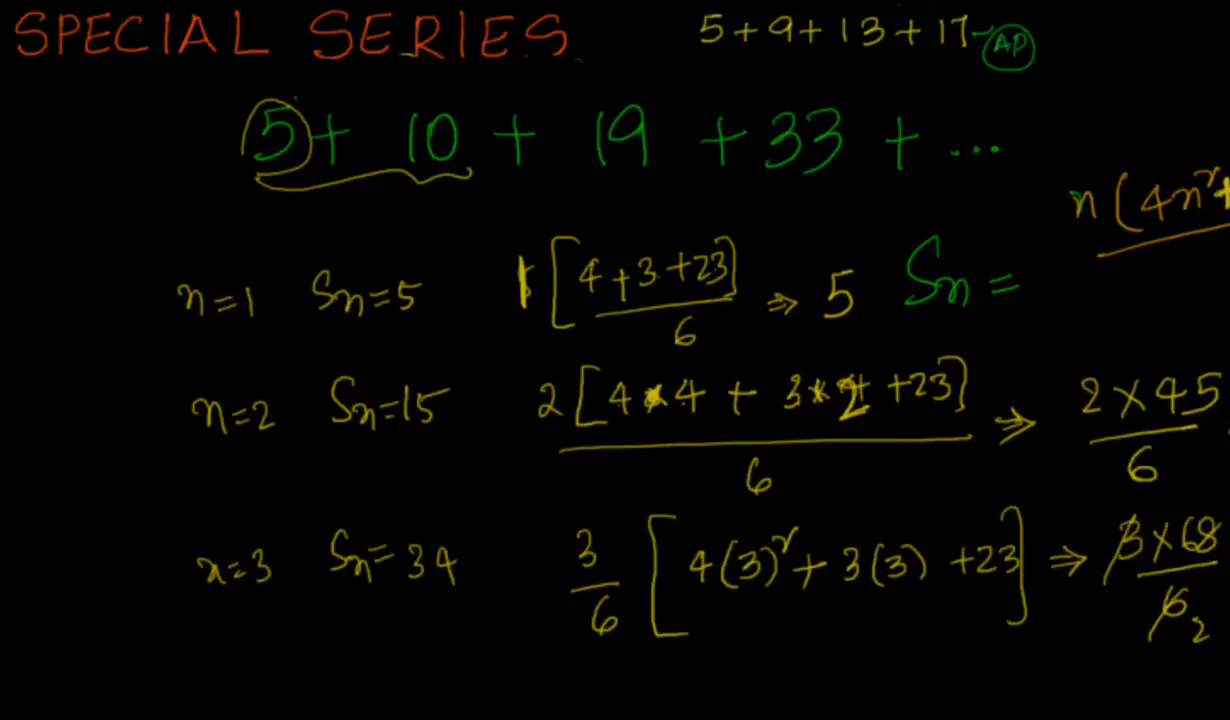 SPECIAL SERIES 5+9+13+17- AP
5 + 10 + 19 + 33 + ...
n(4n²+
n=1 Sn=5 1[4+3+23]/6 ⇒ 5 Sn =
n=2 Sn=15 2[4*4 + 3*2 +23]/6 ⇒ 2×45/6
n=3 Sn=34 3/6 [4(3)²+3(3) +23] ⇒ 3×68/6 2